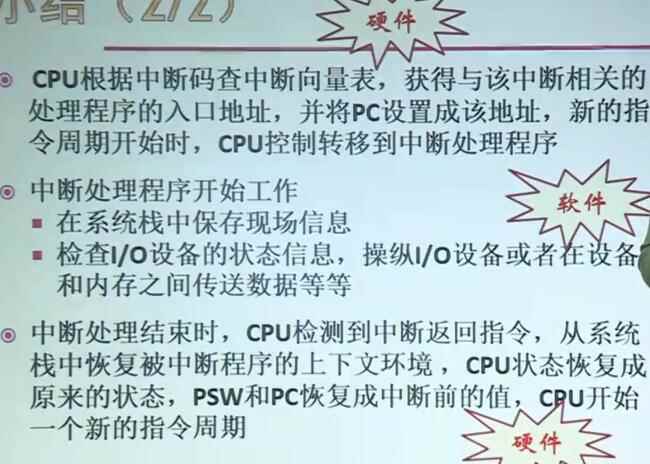 小结（2/2）
硬件
CPU根据中断码查中断向量表，获得与该中断相关的
处理程序的入口地址，并将PC设置成该地址，新的指
令周期开始时，CPU控制转移到中断处理程序
中断处理程序开始工作
软件
在系统栈中保存现场信息
检查I/O设备的状态信息，操纵I/O设备或者在设备
和内存之间传送数据等等
中断处理结束时，CPU检测到中断返回指令，从系统
栈中恢复被中断程序的上下文环境，CPU状态恢复成
原来的状态，PSW和PC恢复成中断前的值，CPU开始
一个新的指令周期
硬件